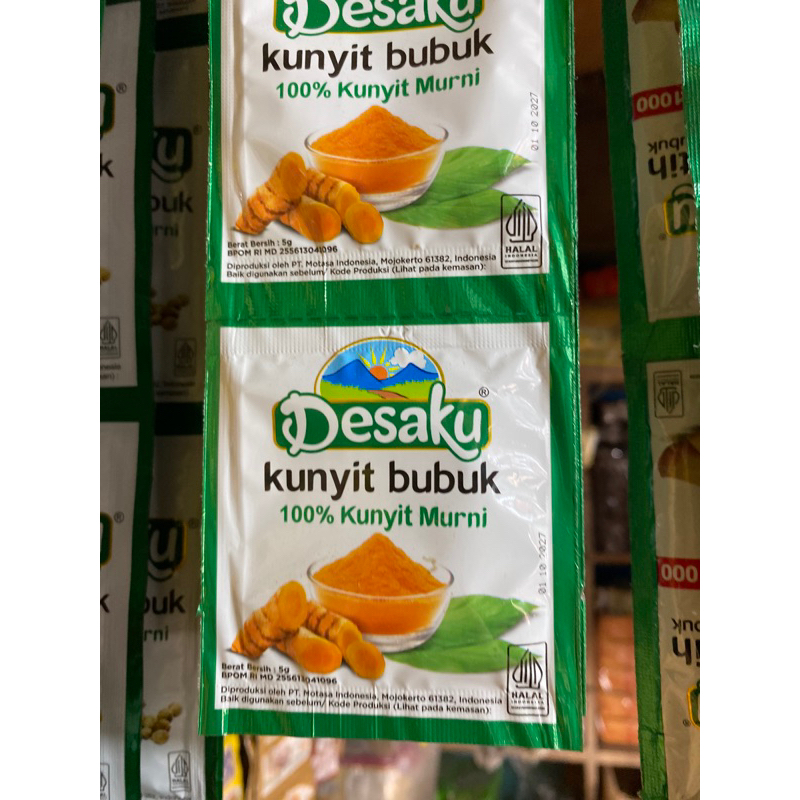 Desaku
kunyit bubuk
100% Kunyit Murni
01 10 2027
Berat Bersih : 5g
BPOM RI MD 255613041096
HALAL
INDONESIA
Diproduksi oleh PT. Motasa Indonesia, Mojokerto 61382, Indonesia
Baik digunakan sebelum/ Kode Produksi (Lihat pada kemasan):
Desaku®
kunyit bubuk
100% Kunyit Murni
01 10 2027
Berat Bersih : 5g
BPOM RI MD 255613041096
HALAL
INDONESIA
Diproduksi oleh PT. Motasa Indonesia, Mojokerto 61382, Indonesia
Baik digunakan sebelum/ Kode Produksi (Lihat pada kemasan):